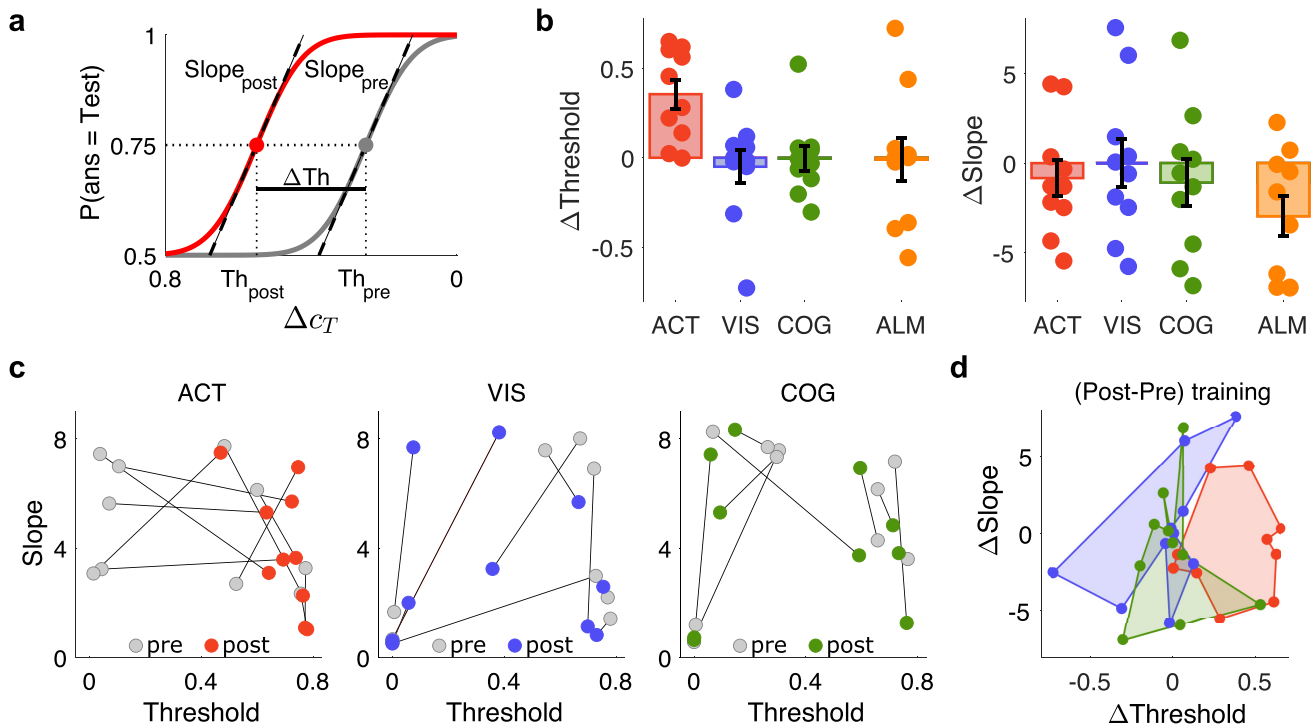 a
1
0.75
0.5
P(ans = Test)
Slope_post
Slope_pre
ΔTh
0.8
Th_post
Th_pre
0
Δc_T
b
0.5
0
-0.5
ΔThreshold
ACT
VIS
COG
ALM
5
0
-5
ΔSlope
ACT
VIS
COG
ALM
c
ACT
8
4
0
Slope
pre
post
0
0.4
0.8
Threshold
VIS
8
4
0
pre
post
0
0.4
0.8
Threshold
COG
8
4
0
pre
post
0
0.4
0.8
Threshold
d
(Post-Pre) training
5
0
-5
ΔSlope
-0.5
0
0.5
ΔThreshold